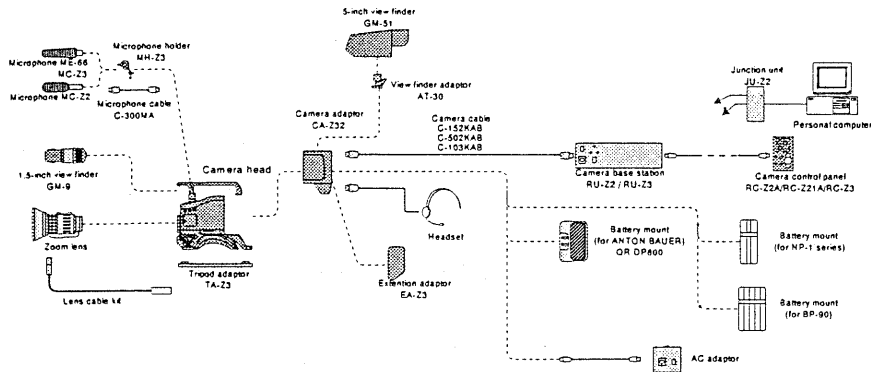 5-inch view finder
GM-51
Microphone holder
MH-Z3
Microphone ME-66
MC-Z3
Microphone MC-Z2
Microphone cable
C-300MA
View finder adaptor
AT-30
Camera adaptor
CA-Z32
Camera cable
C-152KAB
C-502KAB
C-103KAB
Junction unit
JU-Z2
Personal computer
1.5-inch view finder
GM-9
Camera head
Camera base station
RU-Z2 / RU-Z3
Camera control panel
RC-Z2A/RC-Z21A/RC-Z3
Zoom lens
Headset
Battery mount
(for ANTON BAUER)
OR DP800
Battery mount
(for NP-1 series)
Tripod adaptor
TA-Z3
Extention adaptor
EA-Z3
Lens cable kit
Battery mount
(for BP-90)
AC adaptor